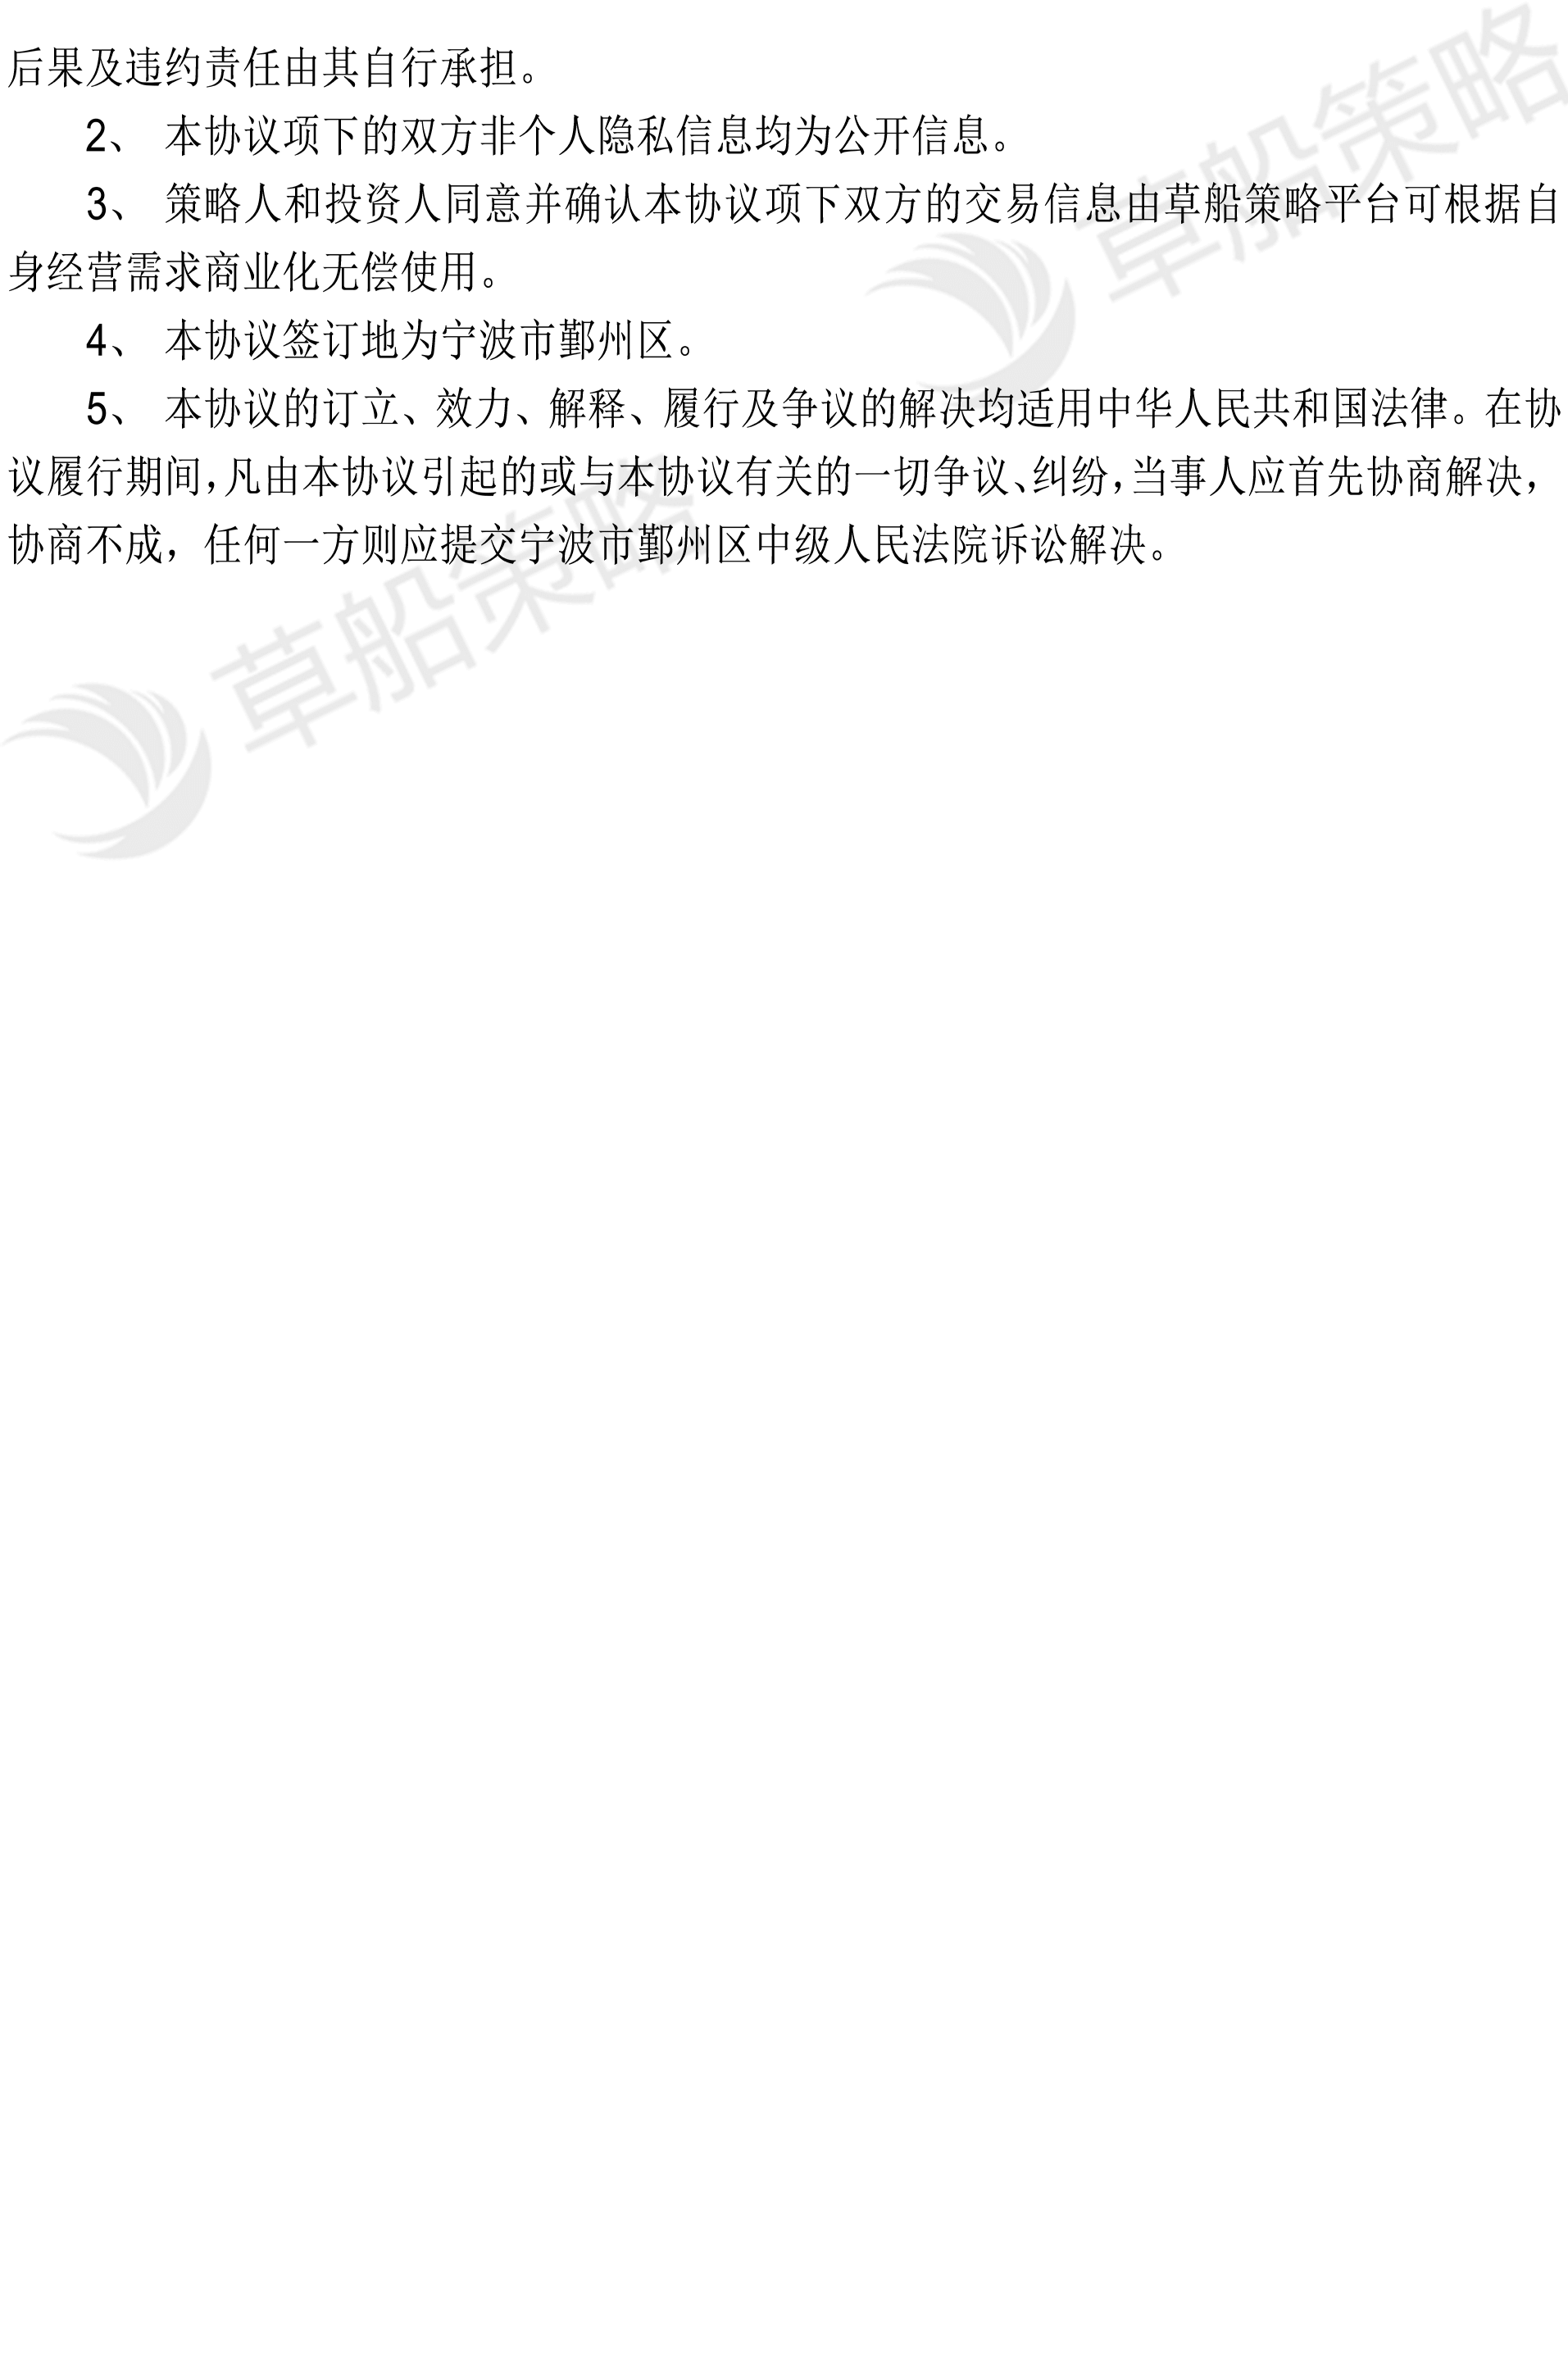 后果及违约责任由其自行承担。
2、 本协议项下的双方非个人隐私信息均为公开信息。
3、 策略人和投资人同意并确认本协议项下双方的交易信息由草船策略平台可根据自
身经营需求商业化无偿使用。
4、 本协议签订地为宁波市鄞州区。
5、 本协议的订立、效力、解释、履行及争议的解决均适用中华人民共和国法律。在协
议履行期间，凡由本协议引起的或与本协议有关的一切争议、纠纷，当事人应首先协商解决，
协商不成，任何一方则应提交宁波市鄞州区中级人民法院诉讼解决。
草船策略
草船策略